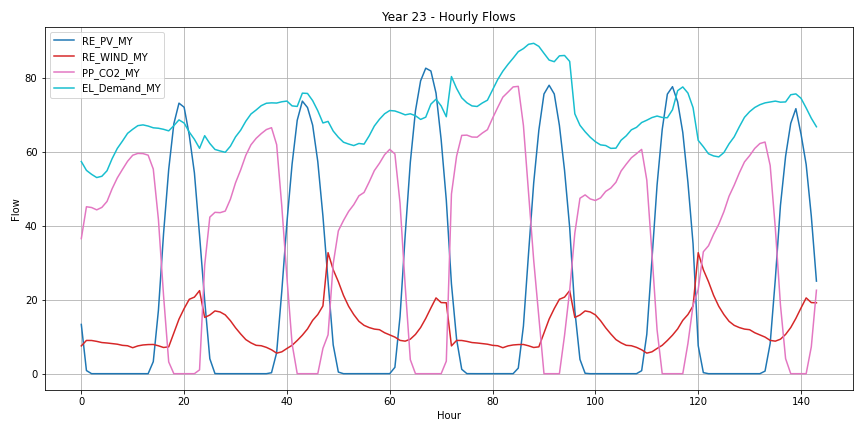 Year 23 - Hourly Flows
RE_PV_MY
RE_WIND_MY
PP_CO2_MY
EL_Demand_MY
Flow
80
60
40
20
0
0 20 40 60 80 100 120 140
Hour